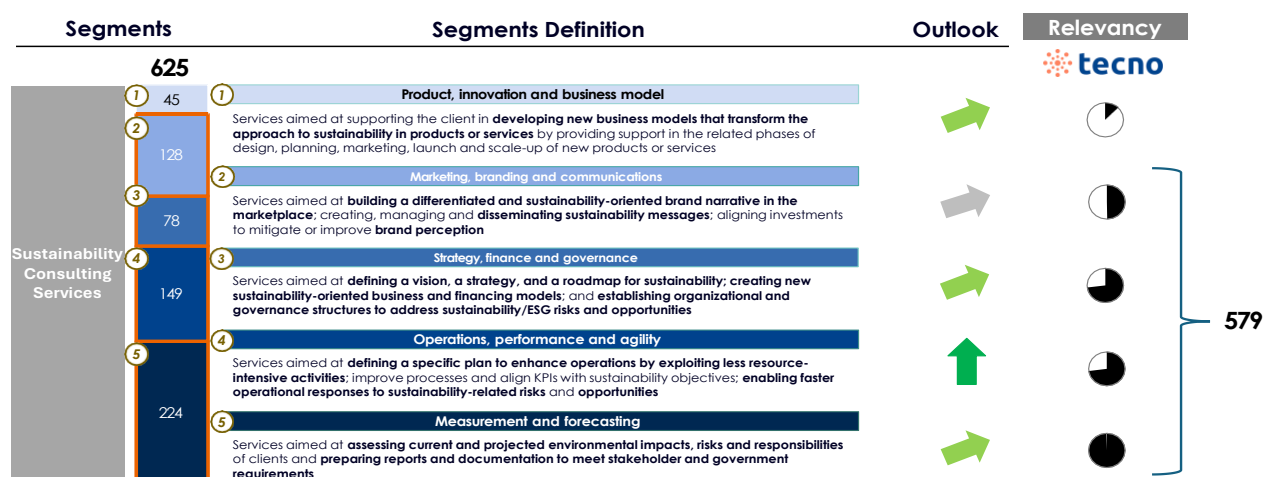 Segments
Segments Definition
Outlook
Relevancy
625
tecno
Sustainability
Consulting
Services
1
45
2
128
3
78
4
149
5
224
1
Product, innovation and business model
Services aimed at supporting the client in developing new business models that transform the
approach to sustainability in products or services by providing support in the related phases of
design, planning, marketing, launch and scale-up of new products or services
2
Marketing, branding and communications
Services aimed at building a differentiated and sustainability-oriented brand narrative in the
marketplace; creating, managing and disseminating sustainability messages; aligning investments
to mitigate or improve brand perception
3
Strategy, finance and governance
Services aimed at defining a vision, a strategy, and a roadmap for sustainability; creating new
sustainability-oriented business and financing models; and establishing organizational and
governance structures to address sustainability/ESG risks and opportunities
4
Operations, performance and agility
Services aimed at defining a specific plan to enhance operations by exploiting less resource-
intensive activities; improve processes and align KPIs with sustainability objectives; enabling faster
operational responses to sustainability-related risks and opportunities
5
Measurement and forecasting
Services aimed at assessing current and projected environmental impacts, risks and responsibilities
of clients and preparing reports and documentation to meet stakeholder and government
requirements
579